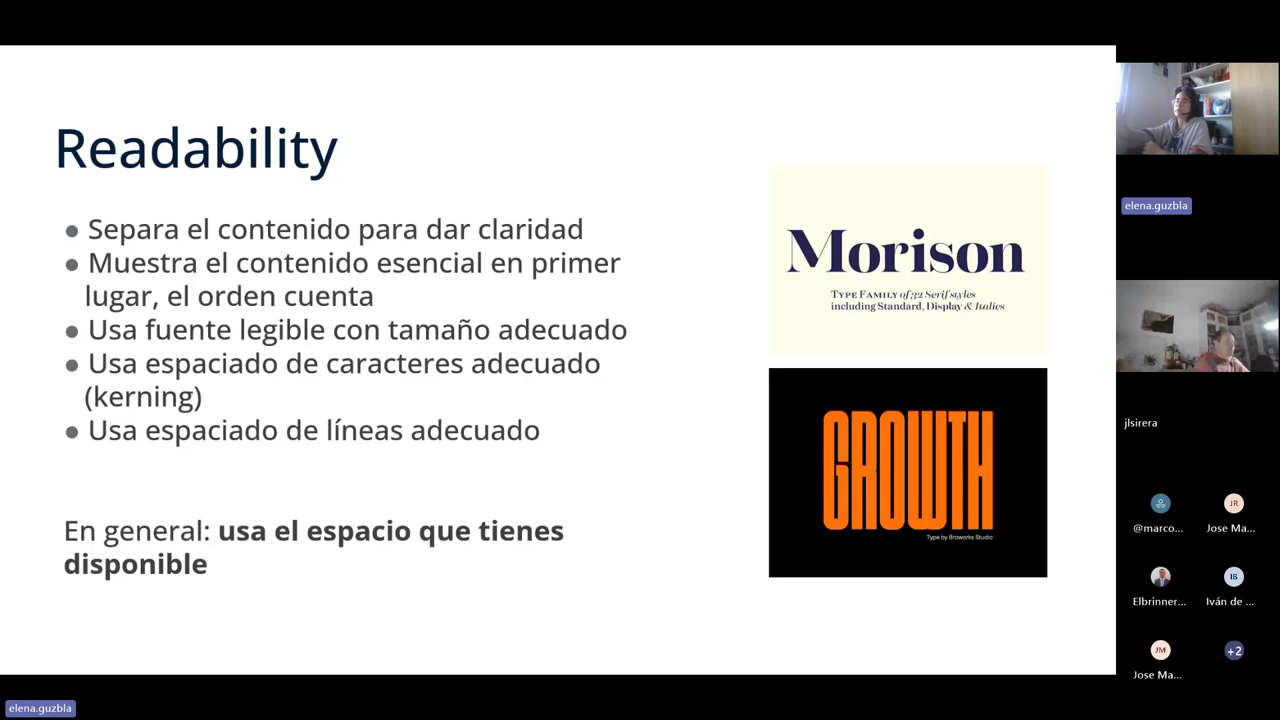 Readability
● Separa el contenido para dar claridad
● Muestra el contenido esencial en primer
lugar, el orden cuenta
● Usa fuente legible con tamaño adecuado
● Usa espaciado de caracteres adecuado
(kerning)
● Usa espaciado de líneas adecuado
En general: usa el espacio que tienes
disponible
Morison
Type Family of 32 Serif styles
including Standard, Display & Italics
GROWTH
Type by Broworks Studio
elena.guzbla
jlsirera
@marco...
JR
Jose Ma...
Elbrinner...
IB
Iván de ...
JM
Jose Ma...
+2
elena.guzbla